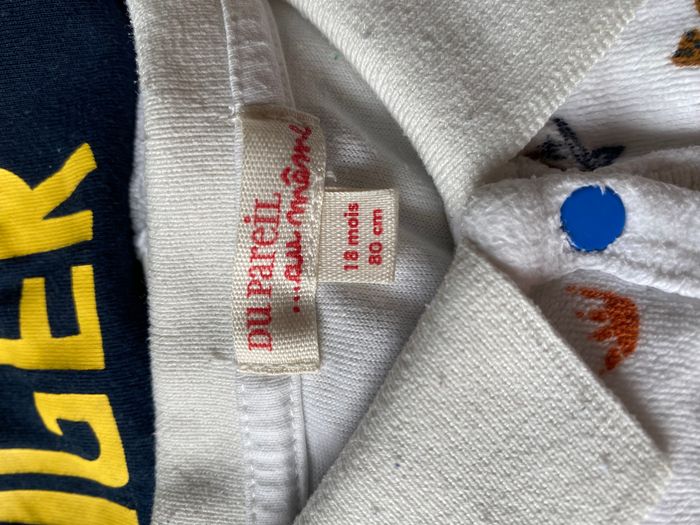 DU PAREIL
...au même
18 mois
80 cm
GER